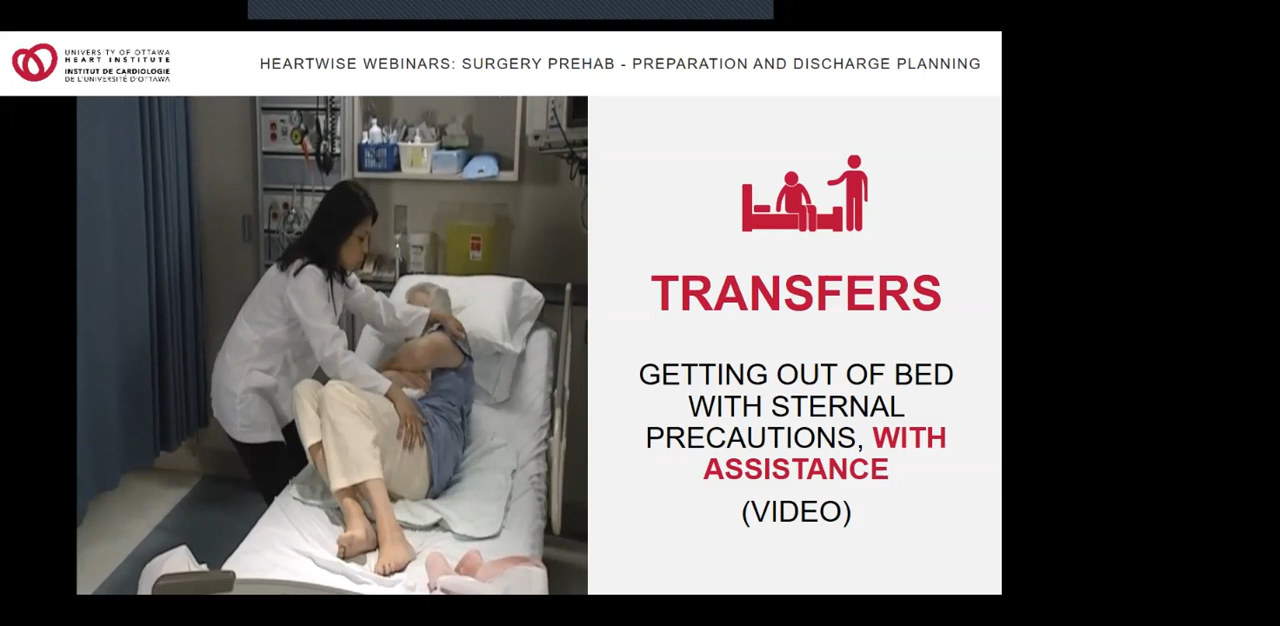 UNIVERSITY OF OTTAWA
HEART INSTITUTE
INSTITUT DE CARDIOLOGIE
DE L'UNIVERSITÉ D'OTTAWA
HEARTWISE WEBINARS: SURGERY PREHAB - PREPARATION AND DISCHARGE PLANNING
TRANSFERS
GETTING OUT OF BED
WITH STERNAL
PRECAUTIONS, WITH
ASSISTANCE
(VIDEO)